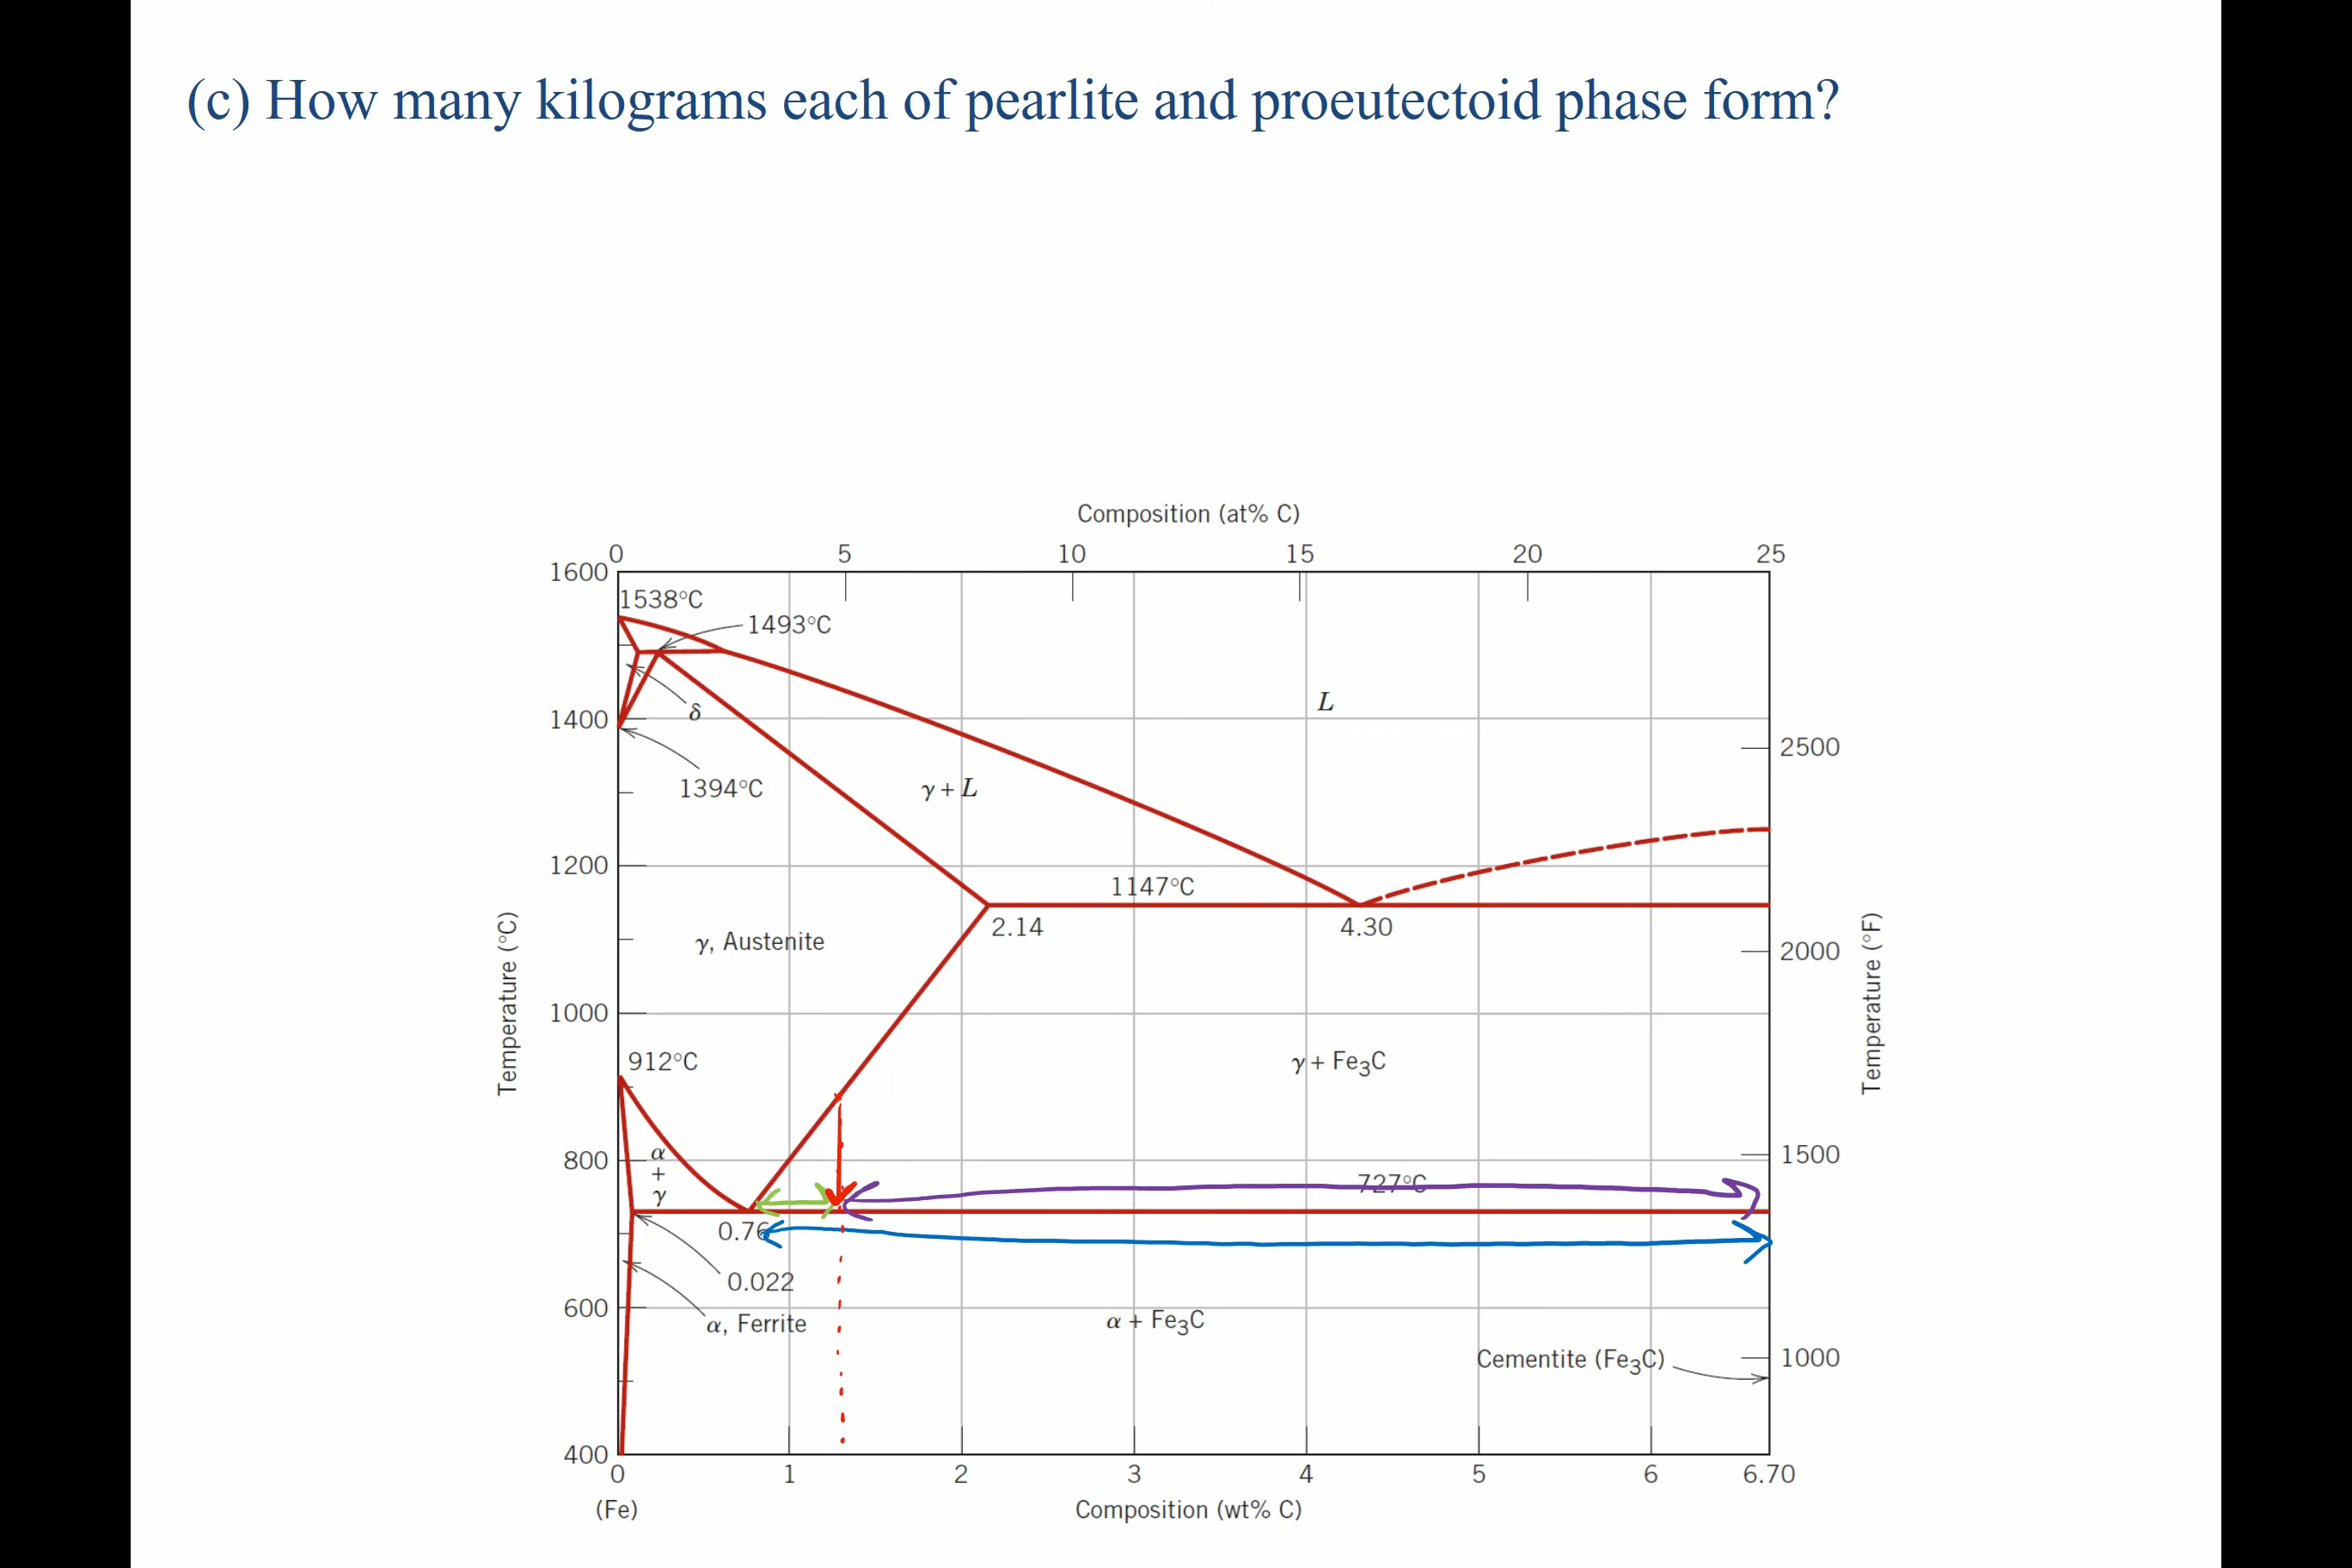 (c) How many kilograms each of pearlite and proeutectoid phase form?
Composition (at% C)
0 5 10 15 20 25
1600
1538°C
1493°C
δ
L
1400
2500
1394°C
γ + L
1200
1147°C
2.14
4.30
γ, Austenite
2000
Temperature (°C)
Temperature (°F)
1000
912°C
γ + Fe₃C
800
α
+
γ
1500
727°C
0.76
0.022
600
α, Ferrite
α + Fe₃C
Cementite (Fe₃C)
1000
400
0 1 2 3 4 5 6 6.70
(Fe)
Composition (wt% C)